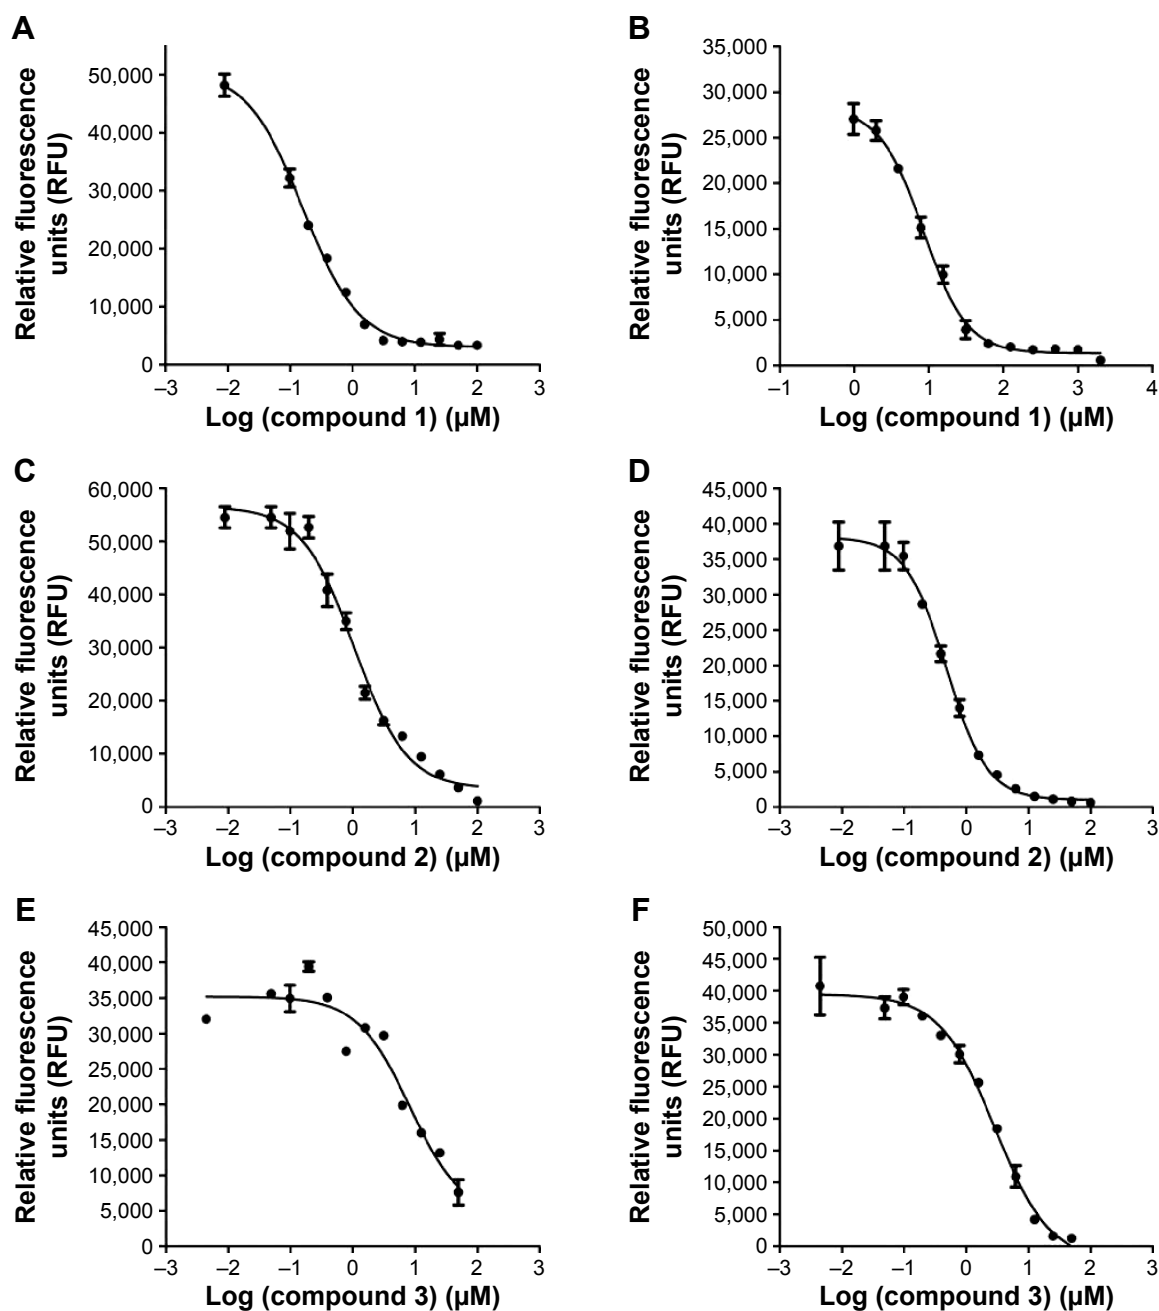 A
Relative fluorescence
units (RFU)
50,000
40,000
30,000
20,000
10,000
0
–3 –2 –1 0 1 2 3
Log (compound 1) (µM)
B
Relative fluorescence
units (RFU)
35,000
30,000
25,000
20,000
15,000
10,000
5,000
0
–1 0 1 2 3 4
Log (compound 1) (µM)
C
Relative fluorescence
units (RFU)
60,000
50,000
40,000
30,000
20,000
10,000
0
–3 –2 –1 0 1 2 3
Log (compound 2) (µM)
D
Relative fluorescence
units (RFU)
45,000
40,000
35,000
30,000
25,000
20,000
15,000
10,000
5,000
0
–3 –2 –1 0 1 2 3
Log (compound 2) (µM)
E
Relative fluorescence
units (RFU)
45,000
40,000
35,000
30,000
25,000
20,000
15,000
10,000
5,000
0
–3 –2 –1 0 1 2 3
Log (compound 3) (µM)
F
Relative fluorescence
units (RFU)
50,000
45,000
40,000
35,000
30,000
25,000
20,000
15,000
10,000
5,000
0
–3 –2 –1 0 1 2 3
Log (compound 3) (µM)